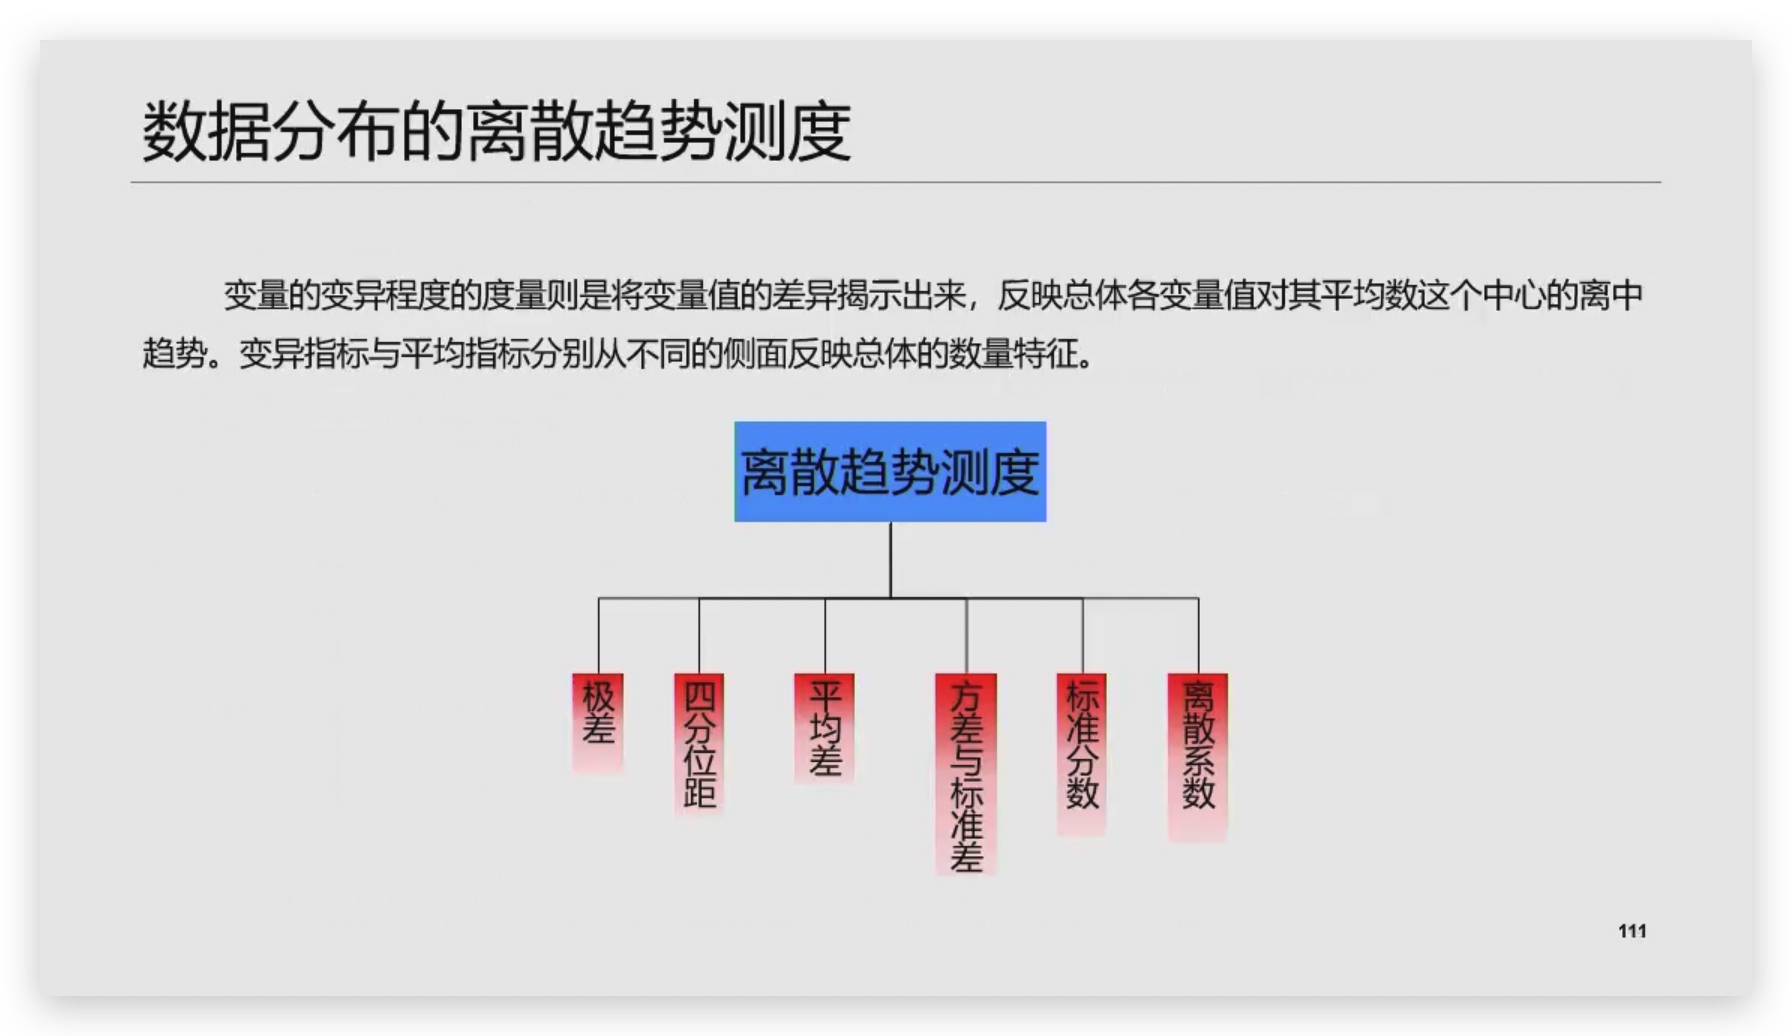 数据分布的离散趋势测度
变量的变异程度的度量则是将变量值的差异揭示出来，反映总体各变量值对其平均数这个中心的离中
趋势。变异指标与平均指标分别从不同的侧面反映总体的数量特征。
离散趋势测度
极差
四分位距
平均差
方差与标准差
标准分数
离散系数
111